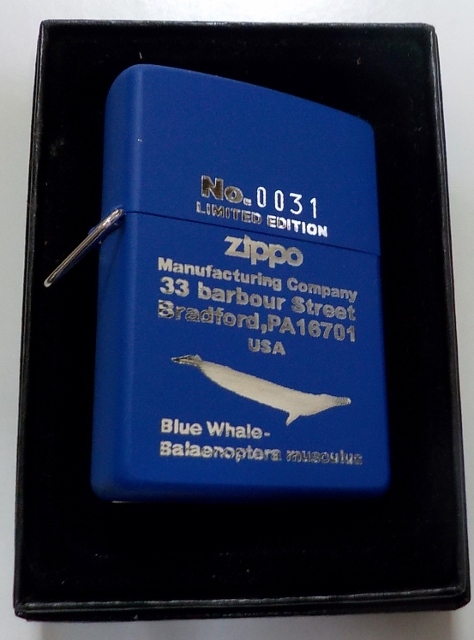 No.0031
LIMITED EDITION
zippo
Manufacturing Company
33 barbour Street
Bradford,PA16701
USA
Blue Whale-
Balaenoptera musculus